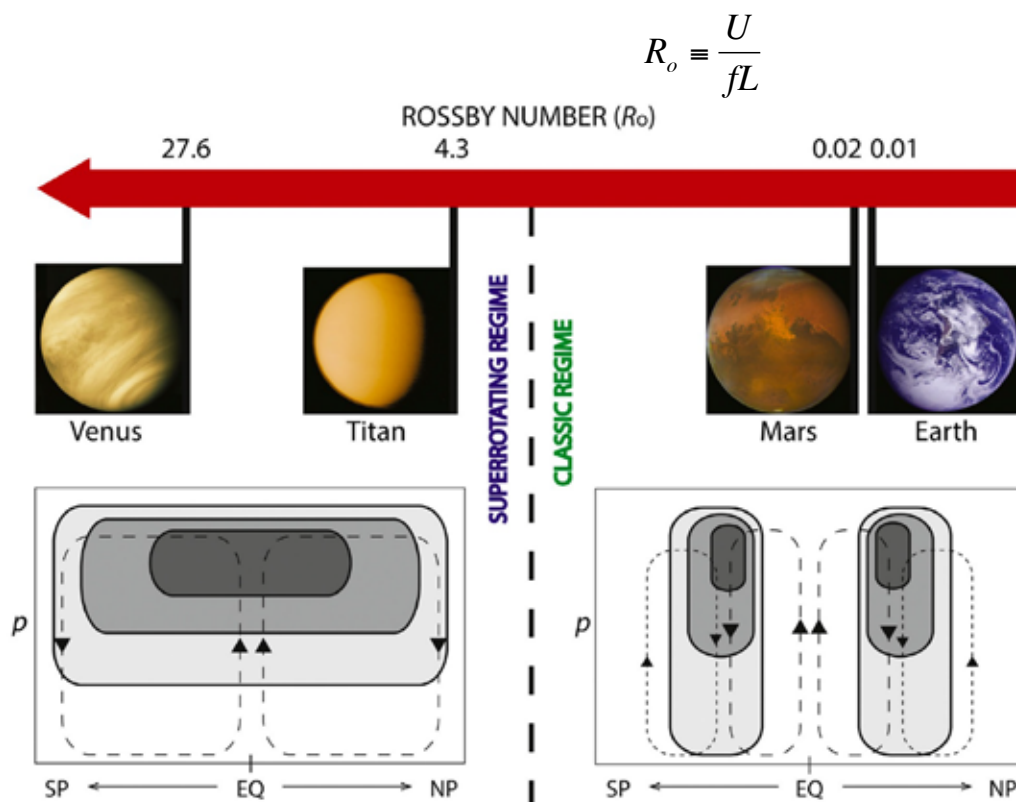 R_o ≡ U / fL
ROSSBY NUMBER (Ro)
27.6 4.3 0.02 0.01
SUPERROTATING REGIME
CLASSIC REGIME
Venus Titan Mars Earth
p p
SP EQ NP SP EQ NP